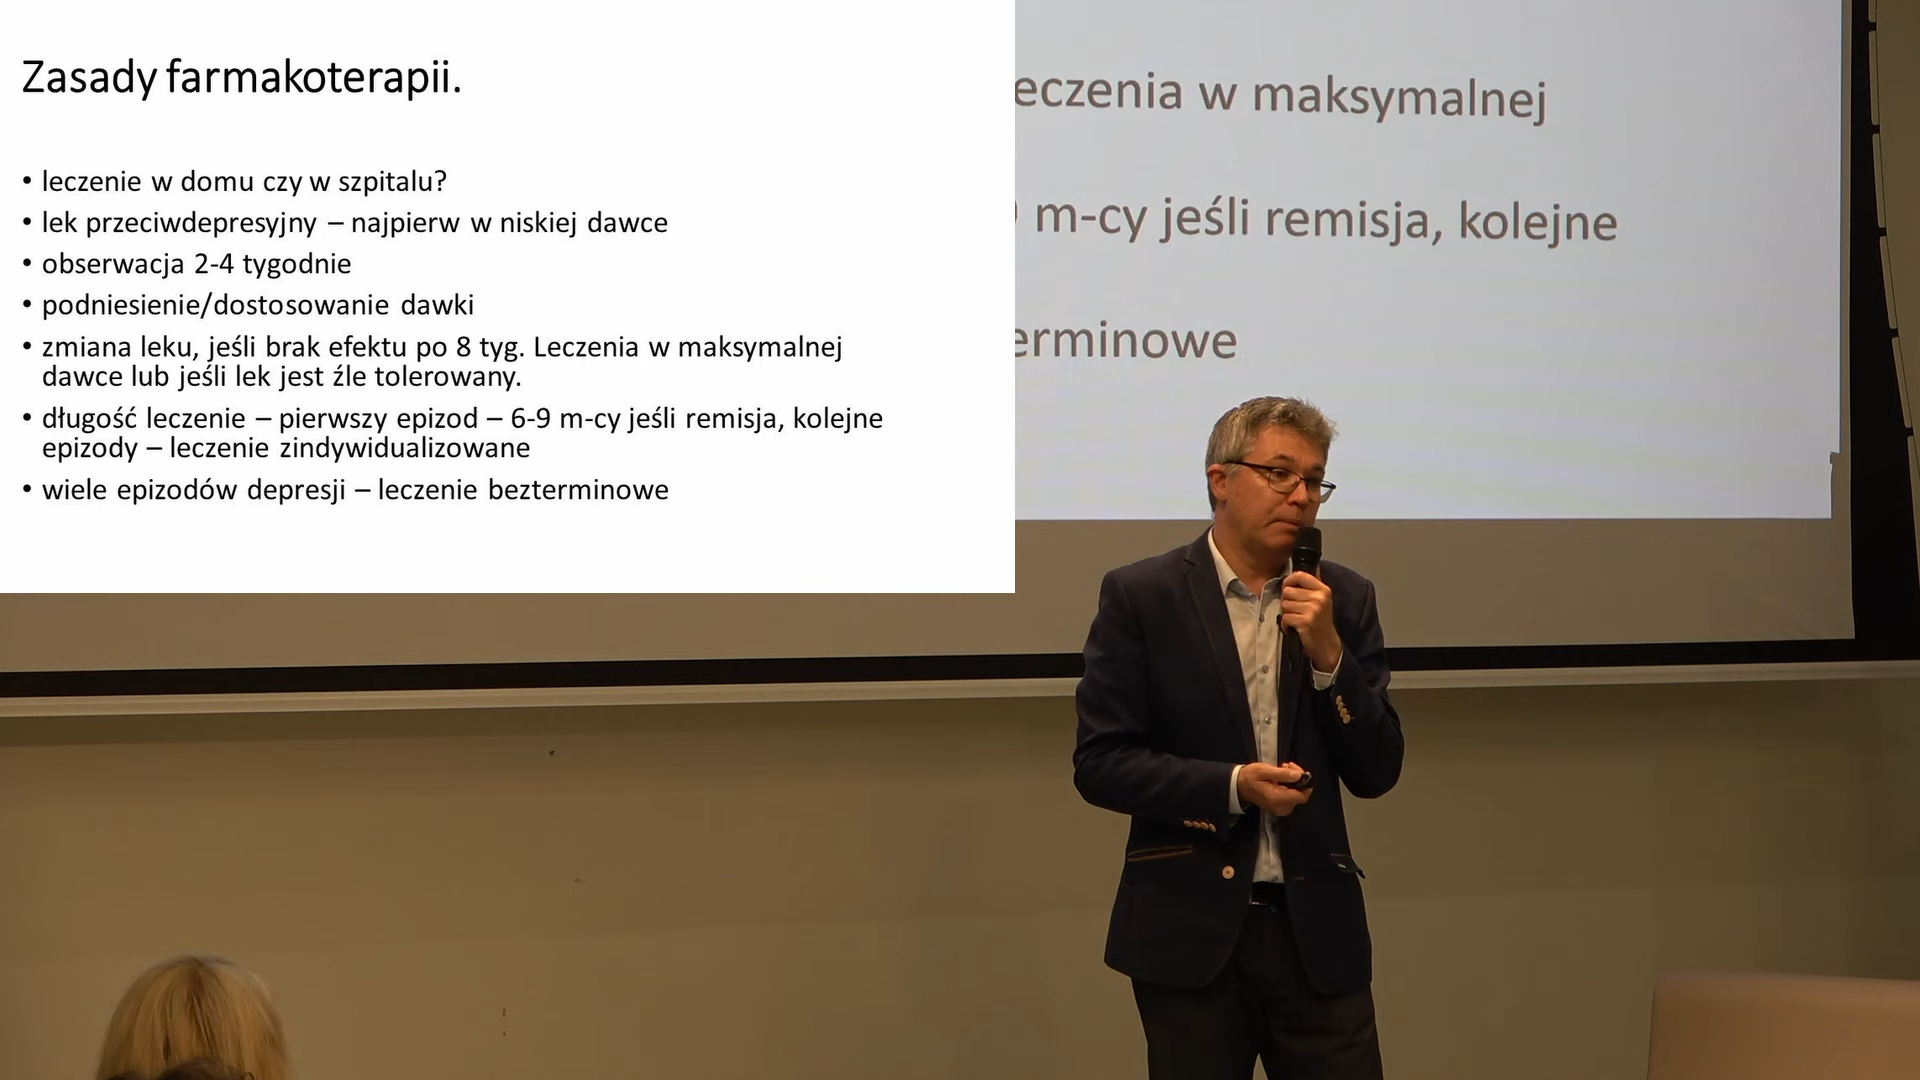 Zasady farmakoterapii.
• leczenie w domu czy w szpitalu?
• lek przeciwdepresyjny – najpierw w niskiej dawce
• obserwacja 2-4 tygodnie
• podniesienie/dostosowanie dawki
• zmiana leku, jeśli brak efektu po 8 tyg. Leczenia w maksymalnej
dawce lub jeśli lek jest źle tolerowany.
• długość leczenie – pierwszy epizod – 6-9 m-cy jeśli remisja, kolejne
epizody – leczenie zindywidualizowane
• wiele epizodów depresji – leczenie bezterminowe
eczenia w maksymalnej
m-cy jeśli remisja, kolejne
erminowe